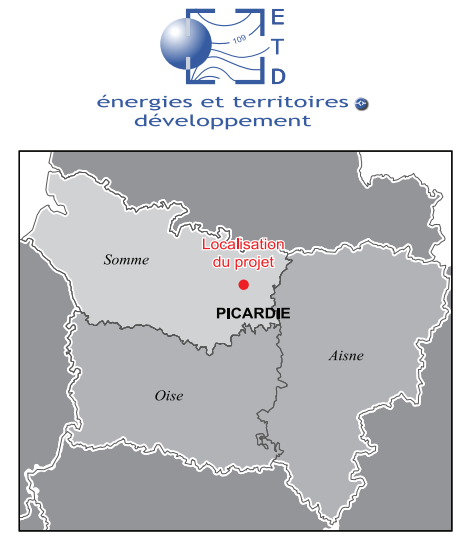 E
T
D
109
énergies et territoires
développement
Localisation
du projet
Somme
PICARDIE
Aisne
Oise